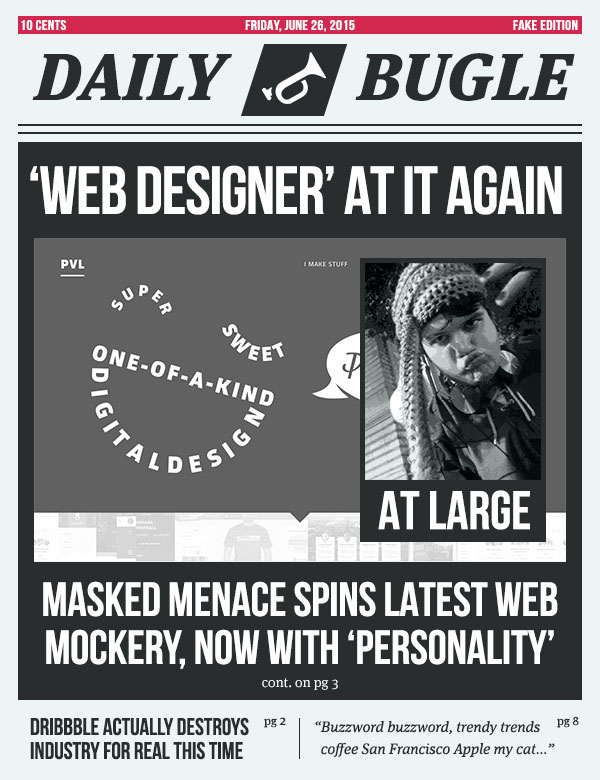 10 CENTS FRIDAY, JUNE 26, 2015 FAKE EDITION
DAILY BUGLE
‘WEB DESIGNER’ AT IT AGAIN
PVL
I MAKE STUFF
SUPER
SWEET
ONE-OF-A-KIND
DIGITALDESIGN
AT LARGE
MASKED MENACE SPINS LATEST WEB
MOCKERY, NOW WITH ‘PERSONALITY’
cont. on pg 3
DRIBBBLE ACTUALLY DESTROYS pg 2
INDUSTRY FOR REAL THIS TIME
“Buzzword buzzword, trendy trends pg 8
coffee San Francisco Apple my cat...”